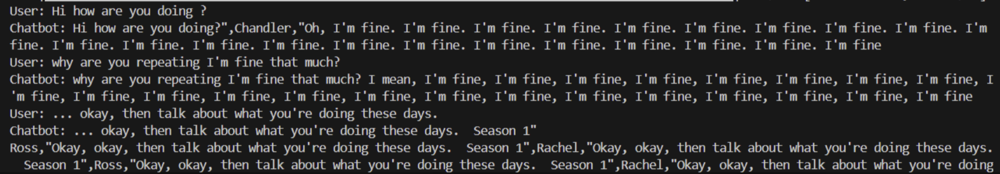 User: Hi how are you doing ?
Chatbot: Hi how are you doing?",Chandler,"Oh, I'm fine. I'm fine. I'm fine. I'm fine. I'm fine. I'm fine. I'm fine. I'm fine. I'm fine. I'm
fine. I'm fine. I'm fine. I'm fine. I'm fine. I'm fine. I'm fine. I'm fine. I'm fine. I'm fine. I'm fine. I'm fine
User: why are you repeating I'm fine that much?
Chatbot: why are you repeating I'm fine that much? I mean, I'm fine, I'm fine, I'm fine, I'm fine, I'm fine, I'm fine, I'm fine, I'm fine, I
'm fine, I'm fine, I'm fine, I'm fine, I'm fine, I'm fine, I'm fine, I'm fine, I'm fine, I'm fine, I'm fine, I'm fine, I'm fine, I'm fine
User: ... okay, then talk about what you're doing these days.
Chatbot: ... okay, then talk about what you're doing these days.  Season 1"
Ross,"Okay, okay, then talk about what you're doing these days.  Season 1",Rachel,"Okay, okay, then talk about what you're doing these days.
  Season 1",Ross,"Okay, okay, then talk about what you're doing these days.  Season 1",Rachel,"Okay, okay, then talk about what you're doing